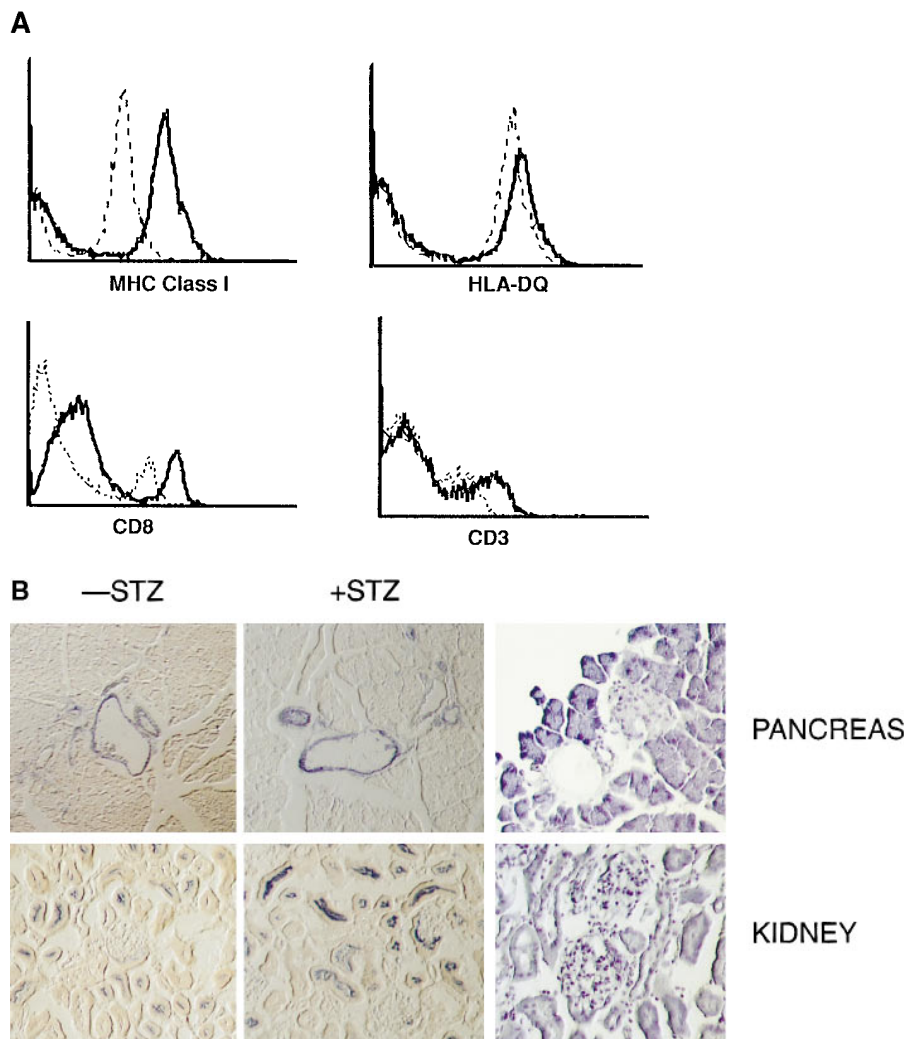 A
MHC Class I
HLA-DQ
CD8
CD3
B
—STZ
+STZ
PANCREAS
KIDNEY